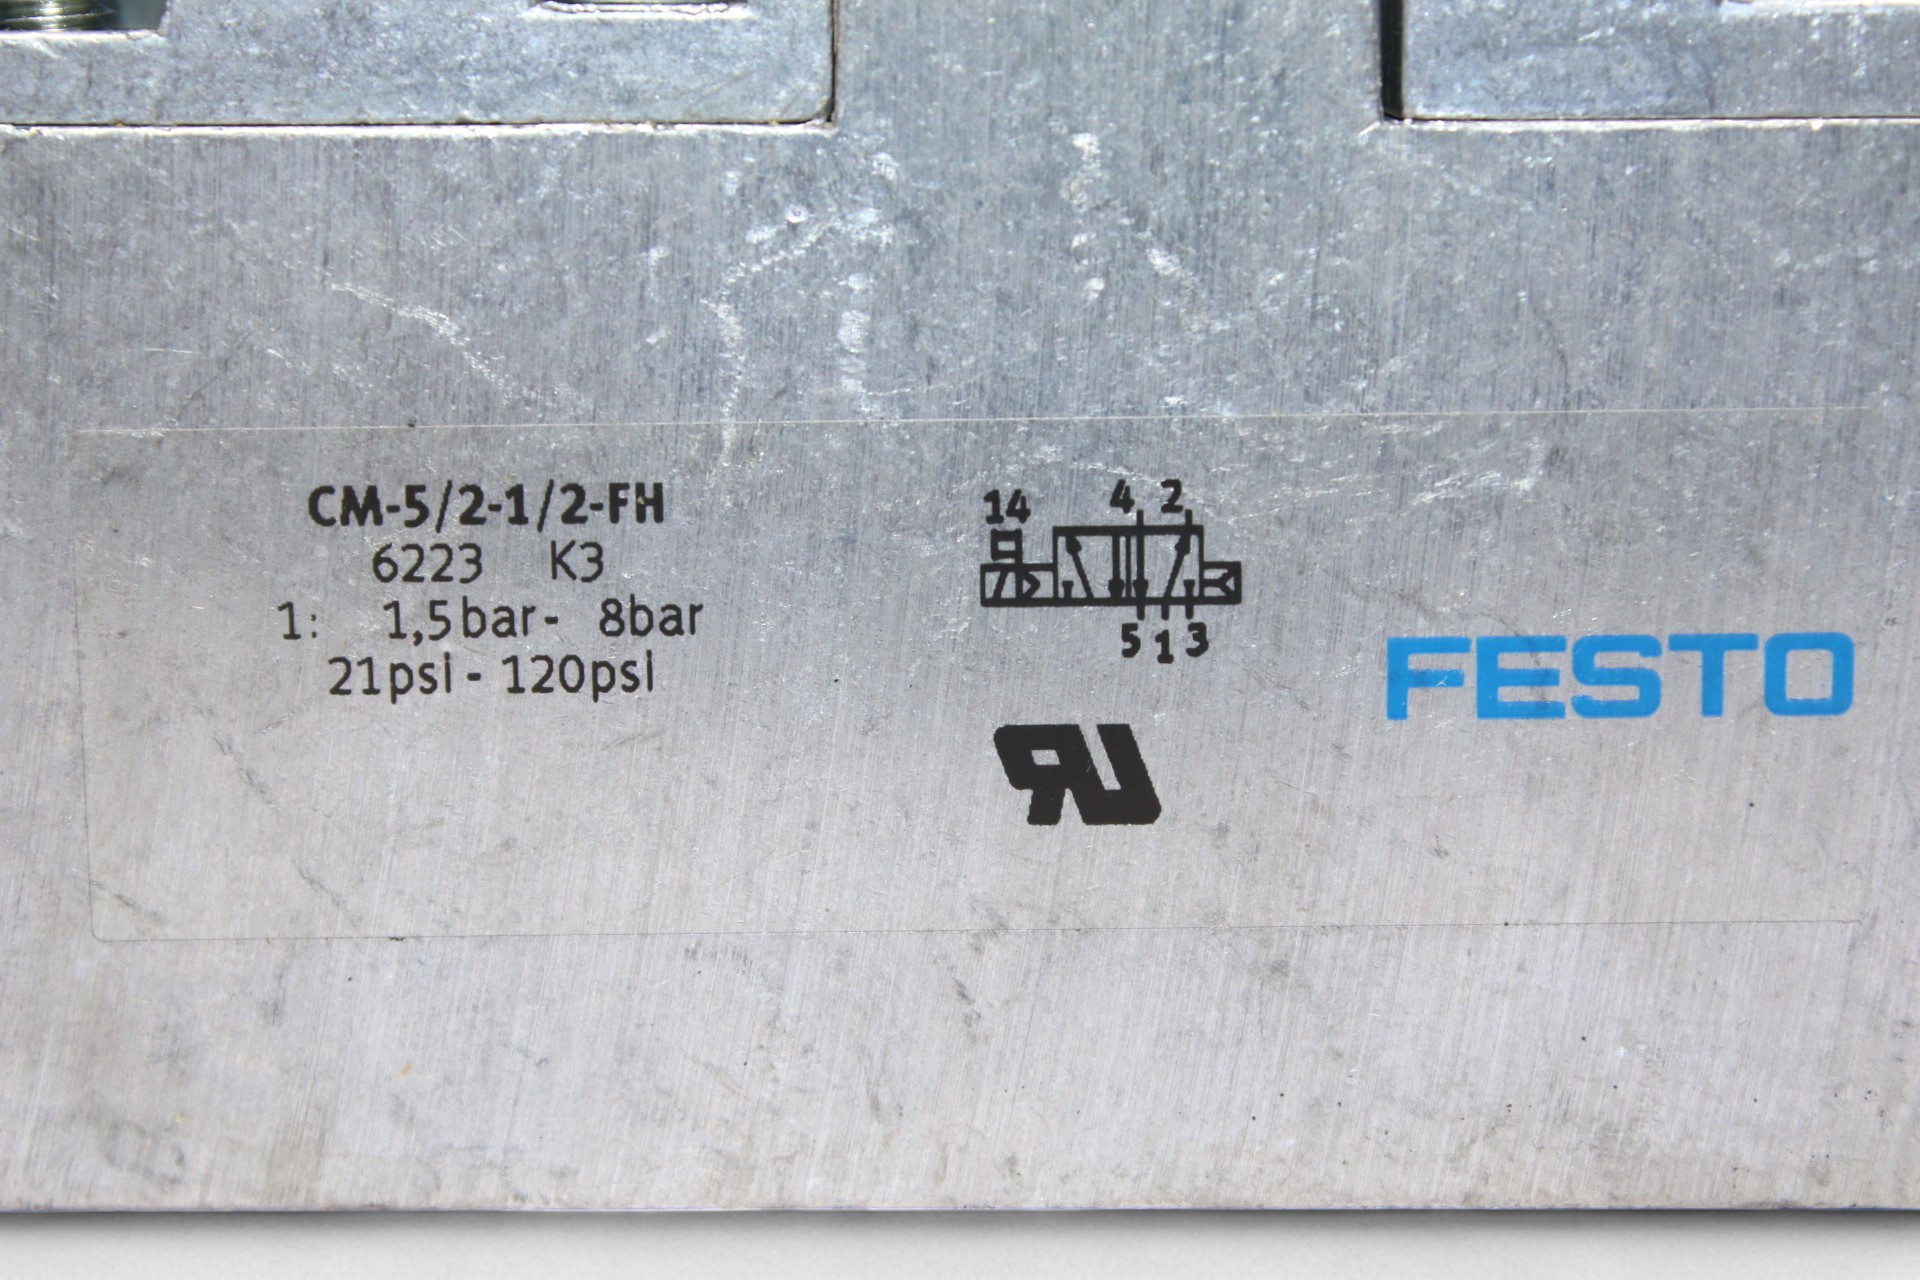 CM-5/2-1/2-FH
6223 K3
1: 1,5bar- 8bar
21psi - 120psi
14 4 2
5 1 3
RU
FESTO